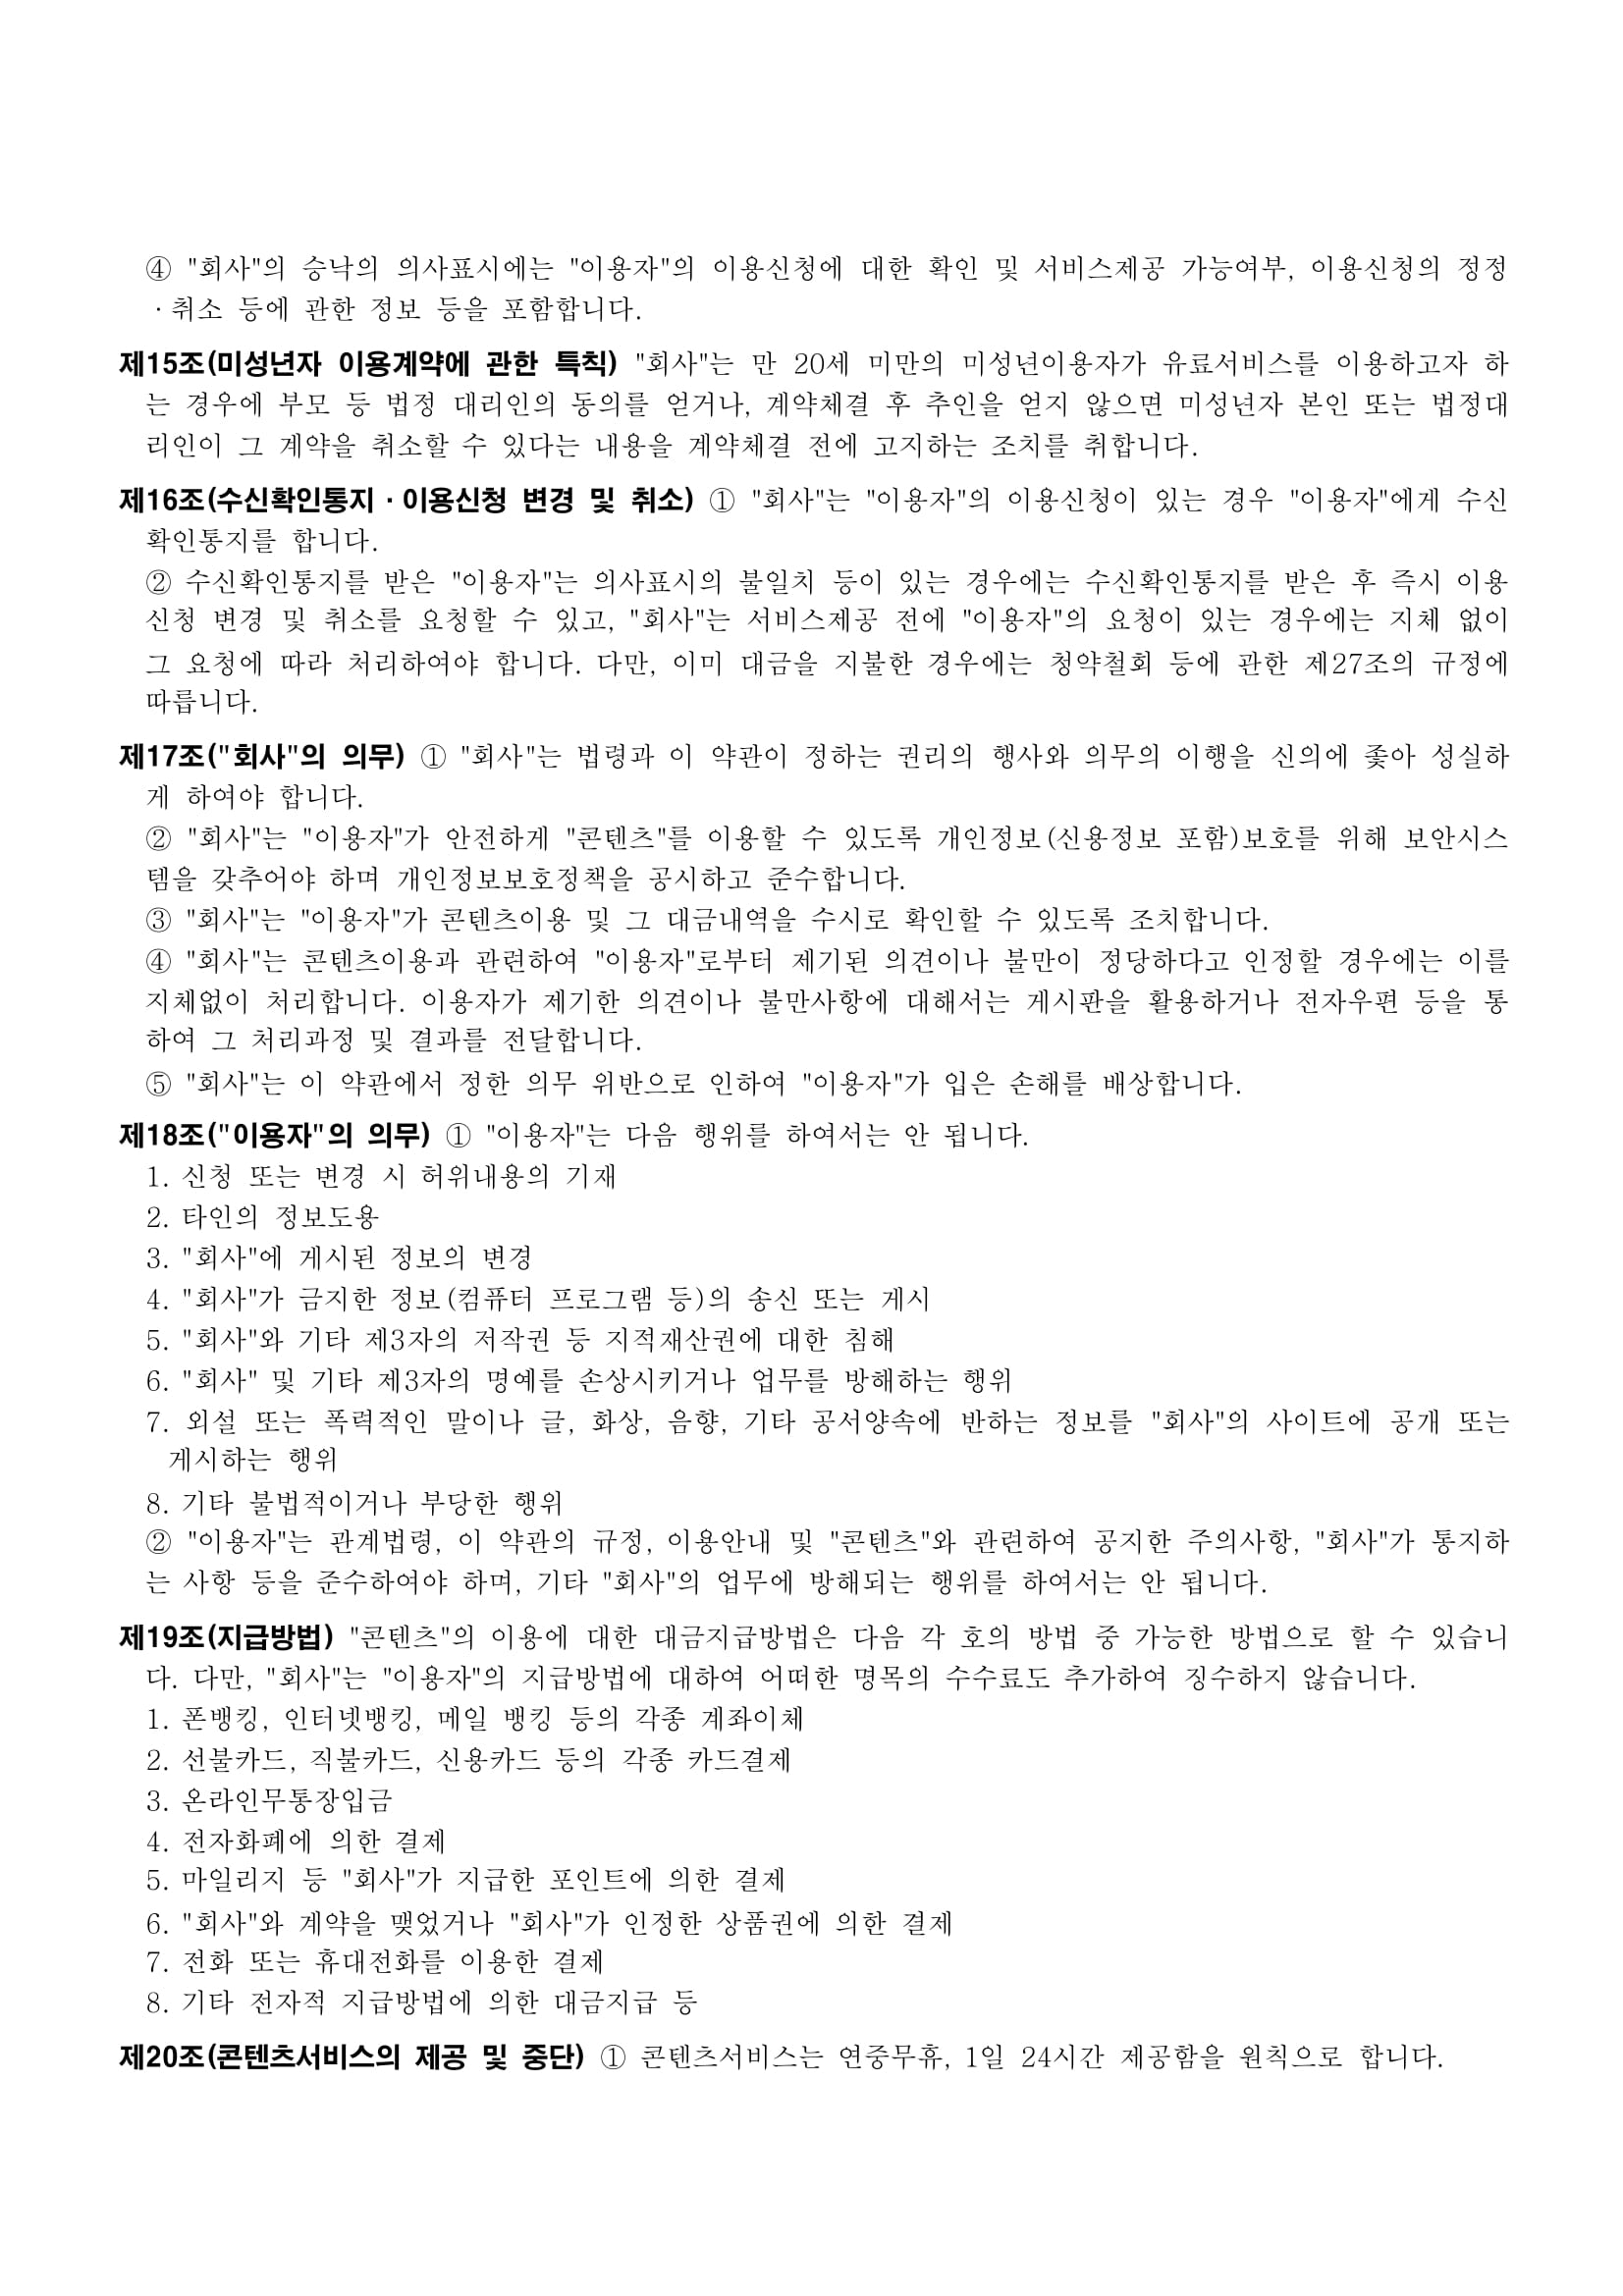 ④ "회사"의 승낙의 의사표시에는 "이용자"의 이용신청에 대한 확인 및 서비스제공 가능여부, 이용신청의 정정
·취소 등에 관한 정보 등을 포함합니다.
제15조(미성년자 이용계약에 관한 특칙) "회사"는 만 20세 미만의 미성년이용자가 유료서비스를 이용하고자 하
는 경우에 부모 등 법정 대리인의 동의를 얻거나, 계약체결 후 추인을 얻지 않으면 미성년자 본인 또는 법정대
리인이 그 계약을 취소할 수 있다는 내용을 계약체결 전에 고지하는 조치를 취합니다.
제16조(수신확인통지·이용신청 변경 및 취소) ① "회사"는 "이용자"의 이용신청이 있는 경우 "이용자"에게 수신
확인통지를 합니다.
② 수신확인통지를 받은 "이용자"는 의사표시의 불일치 등이 있는 경우에는 수신확인통지를 받은 후 즉시 이용
신청 변경 및 취소를 요청할 수 있고, "회사"는 서비스제공 전에 "이용자"의 요청이 있는 경우에는 지체 없이
그 요청에 따라 처리하여야 합니다. 다만, 이미 대금을 지불한 경우에는 청약철회 등에 관한 제27조의 규정에
따릅니다.
제17조("회사"의 의무) ① "회사"는 법령과 이 약관이 정하는 권리의 행사와 의무의 이행을 신의에 좇아 성실하
게 하여야 합니다.
② "회사"는 "이용자"가 안전하게 "콘텐츠"를 이용할 수 있도록 개인정보(신용정보 포함)보호를 위해 보안시스
템을 갖추어야 하며 개인정보보호정책을 공시하고 준수합니다.
③ "회사"는 "이용자"가 콘텐츠이용 및 그 대금내역을 수시로 확인할 수 있도록 조치합니다.
④ "회사"는 콘텐츠이용과 관련하여 "이용자"로부터 제기된 의견이나 불만이 정당하다고 인정할 경우에는 이를
지체없이 처리합니다. 이용자가 제기한 의견이나 불만사항에 대해서는 게시판을 활용하거나 전자우편 등을 통
하여 그 처리과정 및 결과를 전달합니다.
⑤ "회사"는 이 약관에서 정한 의무 위반으로 인하여 "이용자"가 입은 손해를 배상합니다.
제18조("이용자"의 의무) ① "이용자"는 다음 행위를 하여서는 안 됩니다.
1. 신청 또는 변경 시 허위내용의 기재
2. 타인의 정보도용
3. "회사"에 게시된 정보의 변경
4. "회사"가 금지한 정보(컴퓨터 프로그램 등)의 송신 또는 게시
5. "회사"와 기타 제3자의 저작권 등 지적재산권에 대한 침해
6. "회사" 및 기타 제3자의 명예를 손상시키거나 업무를 방해하는 행위
7. 외설 또는 폭력적인 말이나 글, 화상, 음향, 기타 공서양속에 반하는 정보를 "회사"의 사이트에 공개 또는
게시하는 행위
8. 기타 불법적이거나 부당한 행위
② "이용자"는 관계법령, 이 약관의 규정, 이용안내 및 "콘텐츠"와 관련하여 공지한 주의사항, "회사"가 통지하
는 사항 등을 준수하여야 하며, 기타 "회사"의 업무에 방해되는 행위를 하여서는 안 됩니다.
제19조(지급방법) "콘텐츠"의 이용에 대한 대금지급방법은 다음 각 호의 방법 중 가능한 방법으로 할 수 있습니
다. 다만, "회사"는 "이용자"의 지급방법에 대하여 어떠한 명목의 수수료도 추가하여 징수하지 않습니다.
1. 폰뱅킹, 인터넷뱅킹, 메일 뱅킹 등의 각종 계좌이체
2. 선불카드, 직불카드, 신용카드 등의 각종 카드결제
3. 온라인무통장입금
4. 전자화폐에 의한 결제
5. 마일리지 등 "회사"가 지급한 포인트에 의한 결제
6. "회사"와 계약을 맺었거나 "회사"가 인정한 상품권에 의한 결제
7. 전화 또는 휴대전화를 이용한 결제
8. 기타 전자적 지급방법에 의한 대금지급 등
제20조(콘텐츠서비스의 제공 및 중단) ① 콘텐츠서비스는 연중무휴, 1일 24시간 제공함을 원칙으로 합니다.